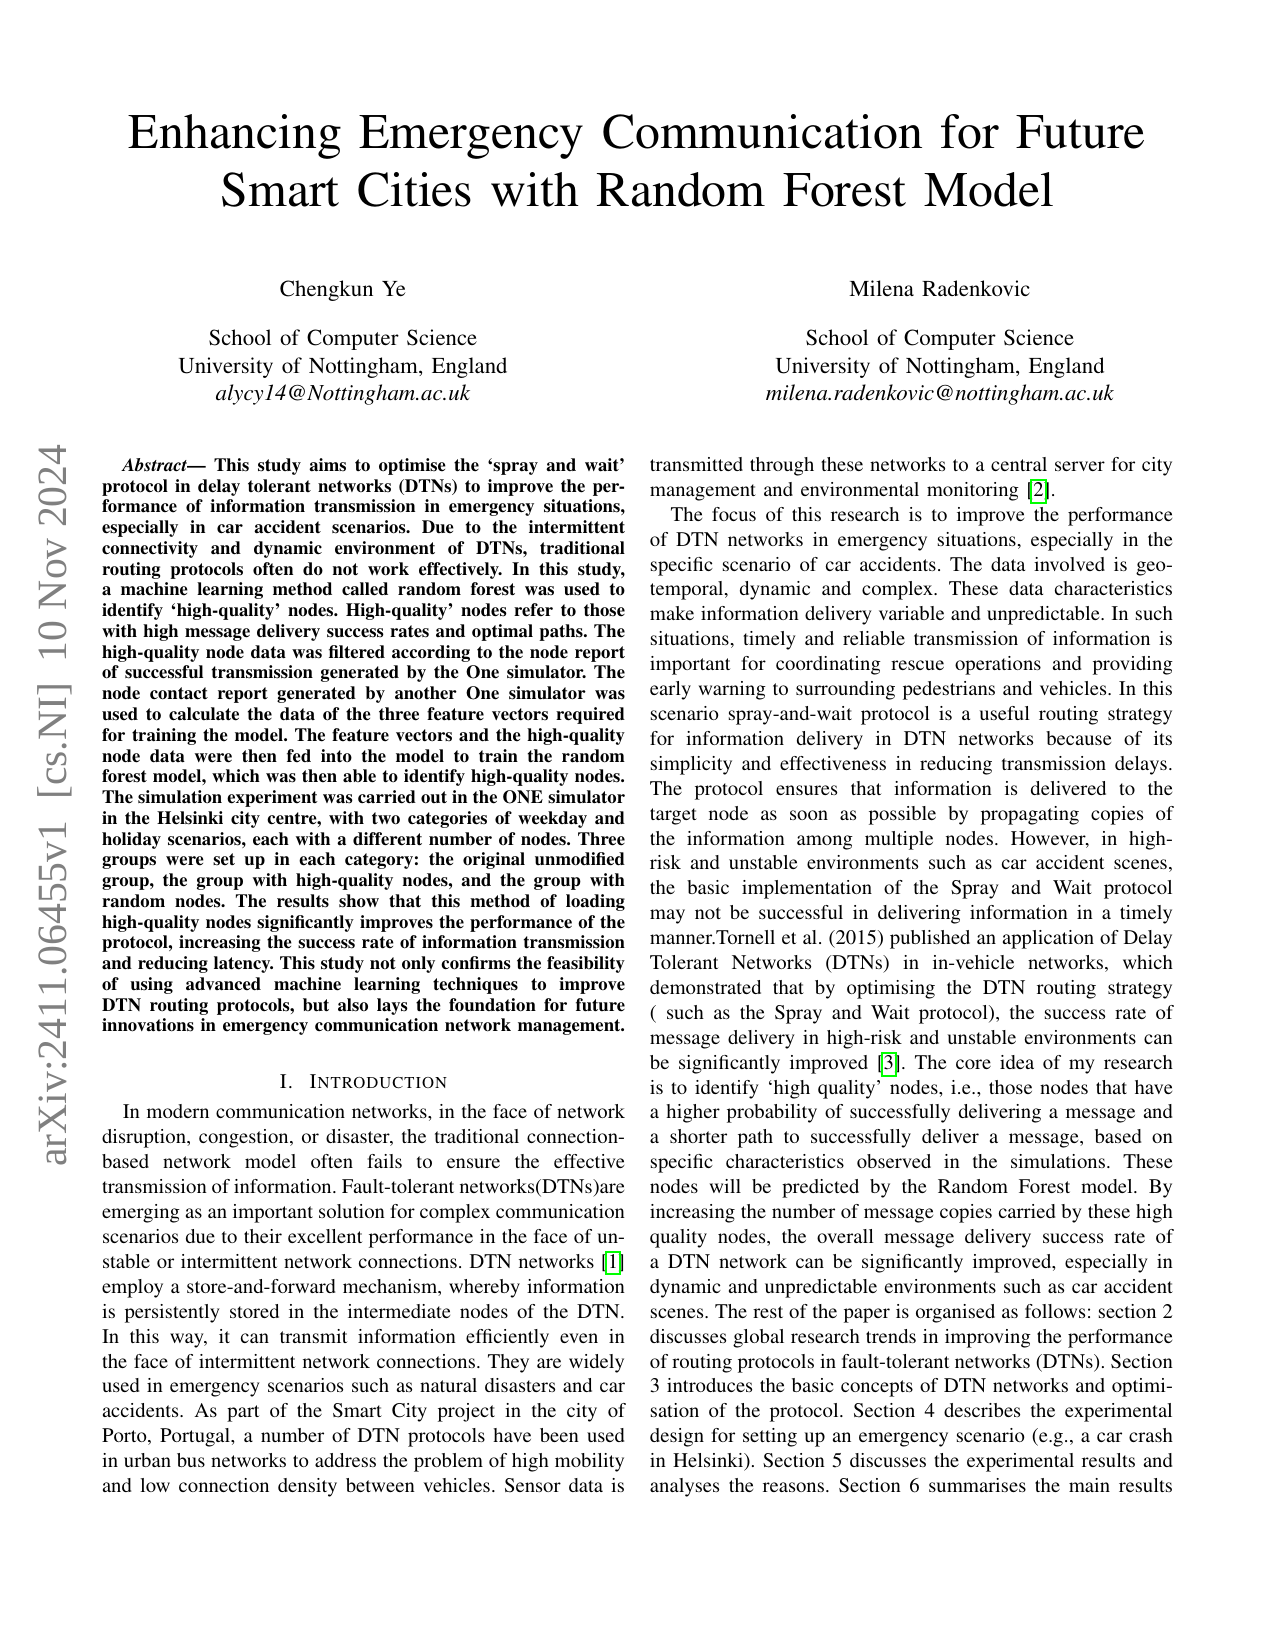 Enhancing Emergency Communication for Future
Smart Cities with Random Forest Model
Chengkun Ye
School of Computer Science
University of Nottingham, England
alycy14@Nottingham.ac.uk
Milena Radenkovic
School of Computer Science
University of Nottingham, England
milena.radenkovic@nottingham.ac.uk
arXiv:2411.06455v1 [cs.NI] 10 Nov 2024
Abstract— This study aims to optimise the ‘spray and wait’
protocol in delay tolerant networks (DTNs) to improve the per-
formance of information transmission in emergency situations,
especially in car accident scenarios. Due to the intermittent
connectivity and dynamic environment of DTNs, traditional
routing protocols often do not work effectively. In this study,
a machine learning method called random forest was used to
identify ‘high-quality’ nodes. High-quality’ nodes refer to those
with high message delivery success rates and optimal paths. The
high-quality node data was filtered according to the node report
of successful transmission generated by the One simulator. The
node contact report generated by another One simulator was
used to calculate the data of the three feature vectors required
for training the model. The feature vectors and the high-quality
node data were then fed into the model to train the random
forest model, which was then able to identify high-quality nodes.
The simulation experiment was carried out in the ONE simulator
in the Helsinki city centre, with two categories of weekday and
holiday scenarios, each with a different number of nodes. Three
groups were set up in each category: the original unmodified
group, the group with high-quality nodes, and the group with
random nodes. The results show that this method of loading
high-quality nodes significantly improves the performance of the
protocol, increasing the success rate of information transmission
and reducing latency. This study not only confirms the feasibility
of using advanced machine learning techniques to improve
DTN routing protocols, but also lays the foundation for future
innovations in emergency communication network management.
I. INTRODUCTION
In modern communication networks, in the face of network
disruption, congestion, or disaster, the traditional connection-
based network model often fails to ensure the effective
transmission of information. Fault-tolerant networks(DTNs)are
emerging as an important solution for complex communication
scenarios due to their excellent performance in the face of un-
stable or intermittent network connections. DTN networks [1]
employ a store-and-forward mechanism, whereby information
is persistently stored in the intermediate nodes of the DTN.
In this way, it can transmit information efficiently even in
the face of intermittent network connections. They are widely
used in emergency scenarios such as natural disasters and car
accidents. As part of the Smart City project in the city of
Porto, Portugal, a number of DTN protocols have been used
in urban bus networks to address the problem of high mobility
and low connection density between vehicles. Sensor data is
transmitted through these networks to a central server for city
management and environmental monitoring [2].
The focus of this research is to improve the performance
of DTN networks in emergency situations, especially in the
specific scenario of car accidents. The data involved is geo-
temporal, dynamic and complex. These data characteristics
make information delivery variable and unpredictable. In such
situations, timely and reliable transmission of information is
important for coordinating rescue operations and providing
early warning to surrounding pedestrians and vehicles. In this
scenario spray-and-wait protocol is a useful routing strategy
for information delivery in DTN networks because of its
simplicity and effectiveness in reducing transmission delays.
The protocol ensures that information is delivered to the
target node as soon as possible by propagating copies of
the information among multiple nodes. However, in high-
risk and unstable environments such as car accident scenes,
the basic implementation of the Spray and Wait protocol
may not be successful in delivering information in a timely
manner.Tornell et al. (2015) published an application of Delay
Tolerant Networks (DTNs) in in-vehicle networks, which
demonstrated that by optimising the DTN routing strategy
( such as the Spray and Wait protocol), the success rate of
message delivery in high-risk and unstable environments can
be significantly improved [3]. The core idea of my research
is to identify ‘high quality’ nodes, i.e., those nodes that have
a higher probability of successfully delivering a message and
a shorter path to successfully deliver a message, based on
specific characteristics observed in the simulations. These
nodes will be predicted by the Random Forest model. By
increasing the number of message copies carried by these high
quality nodes, the overall message delivery success rate of
a DTN network can be significantly improved, especially in
dynamic and unpredictable environments such as car accident
scenes. The rest of the paper is organised as follows: section 2
discusses global research trends in improving the performance
of routing protocols in fault-tolerant networks (DTNs). Section
3 introduces the basic concepts of DTN networks and optimi-
sation of the protocol. Section 4 describes the experimental
design for setting up an emergency scenario (e.g., a car crash
in Helsinki). Section 5 discusses the experimental results and
analyses the reasons. Section 6 summarises the main results